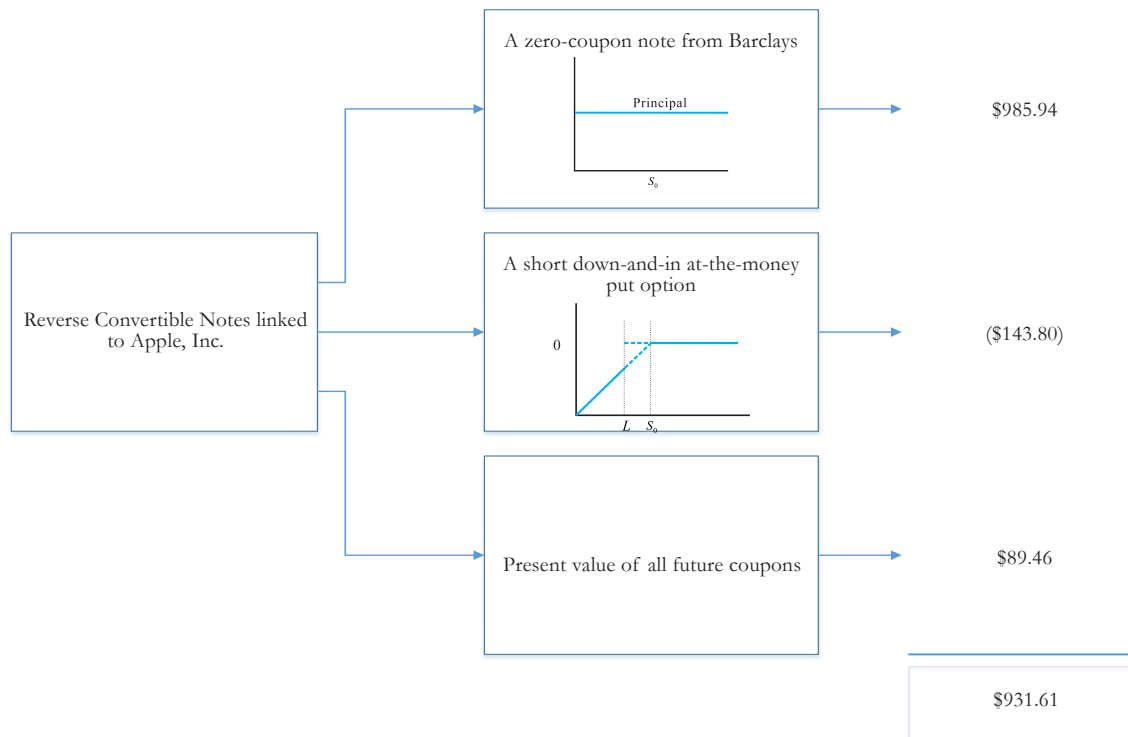 A zero-coupon note from Barclays
Principal
S₀
$985.94
Reverse Convertible Notes linked
to Apple, Inc.
A short down-and-in at-the-money
put option
0
L S₀
($143.80)
Present value of all future coupons
$89.46
$931.61